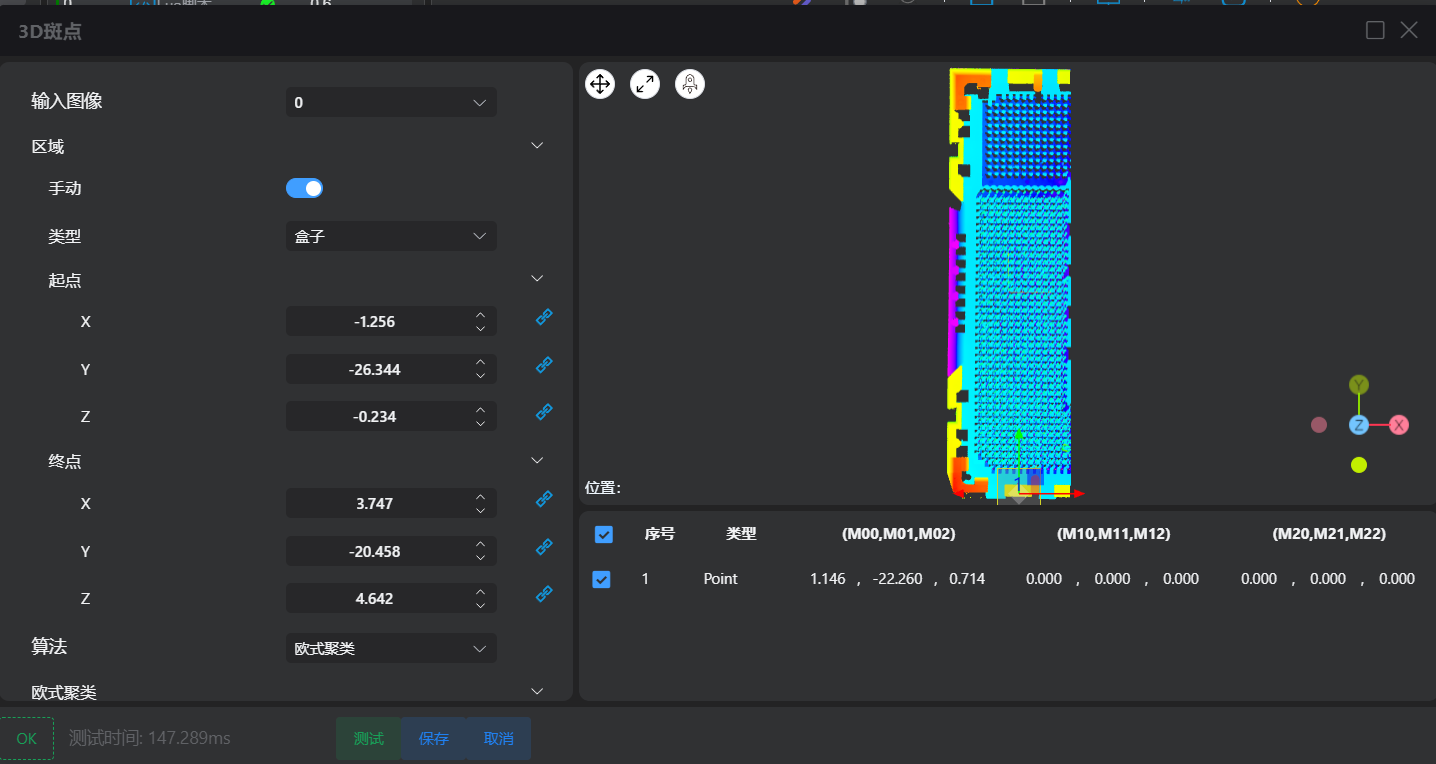 3D斑点
输入图像 0
区域
手动
类型 盒子
起点
X -1.256
Y -26.344
Z -0.234
终点
X 3.747
Y -20.458
Z 4.642
算法 欧式聚类
欧式聚类
OK 测试时间: 147.289ms 测试 保存 取消
Y
Z X
1
位置:
序号 类型 (M00,M01,M02) (M10,M11,M12) (M20,M21,M22)
1 Point 1.146 , -22.260 , 0.714 0.000 , 0.000 , 0.000 0.000 , 0.000 , 0.000